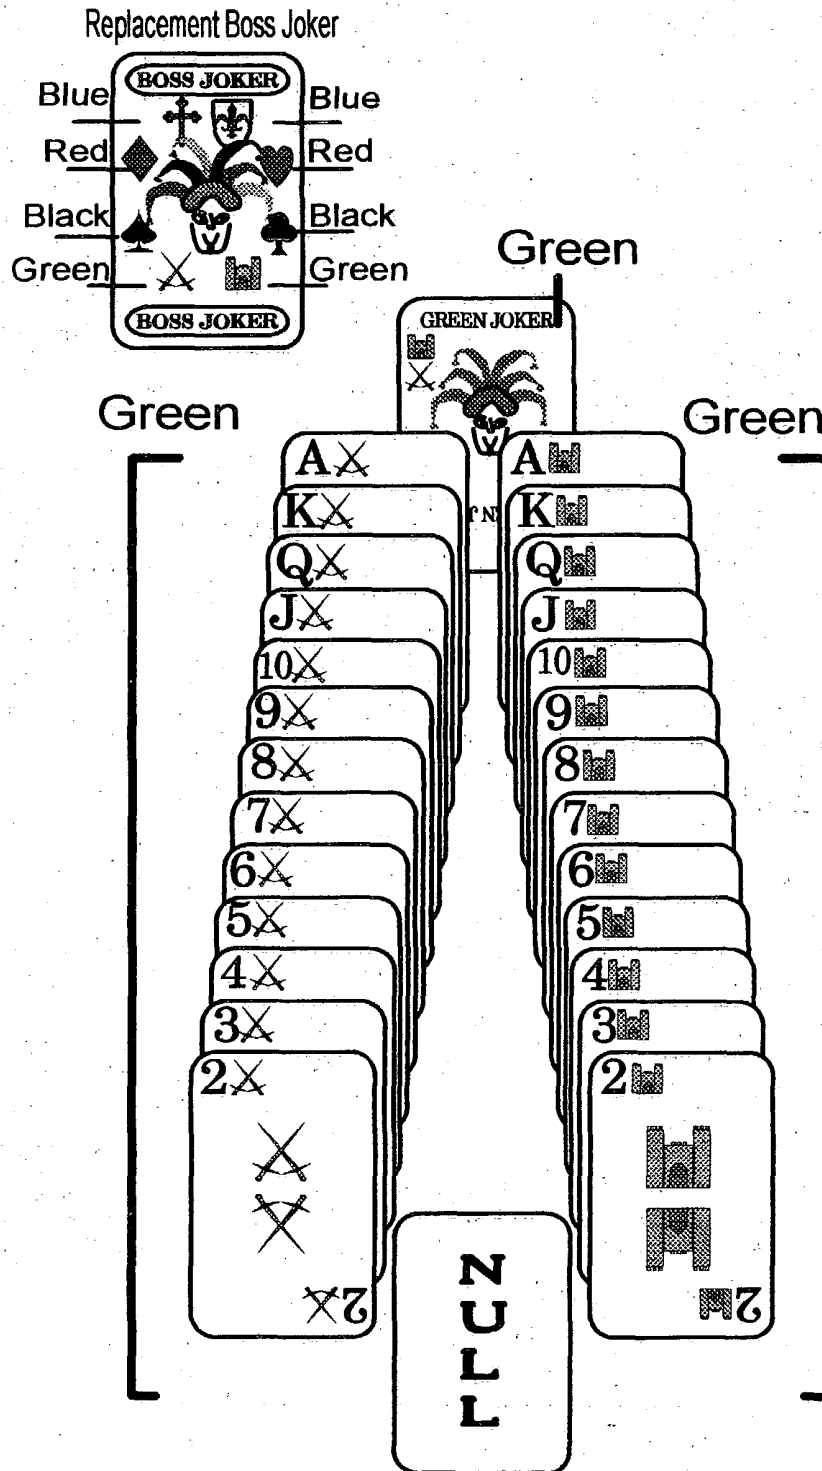 Replacement Boss Joker
BOSS JOKER
Blue Blue
Red Red
Black Black
Green Green
BOSS JOKER
Green
GREEN JOKER
Green Green
A A
K K
Q Q
J J
10 10
9 9
8 8
7 7
6 6
5 5
4 4
3 3
2 2
2 2
N
U
L
L